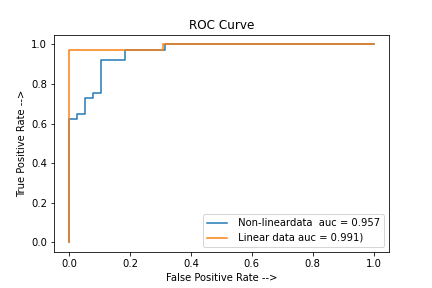 ROC Curve
1.0
0.8
0.6
0.4
0.2
0.0
True Positive Rate -->
Non-lineardata  auc = 0.957
Linear data auc = 0.991)
0.0 0.2 0.4 0.6 0.8 1.0
False Positive Rate -->